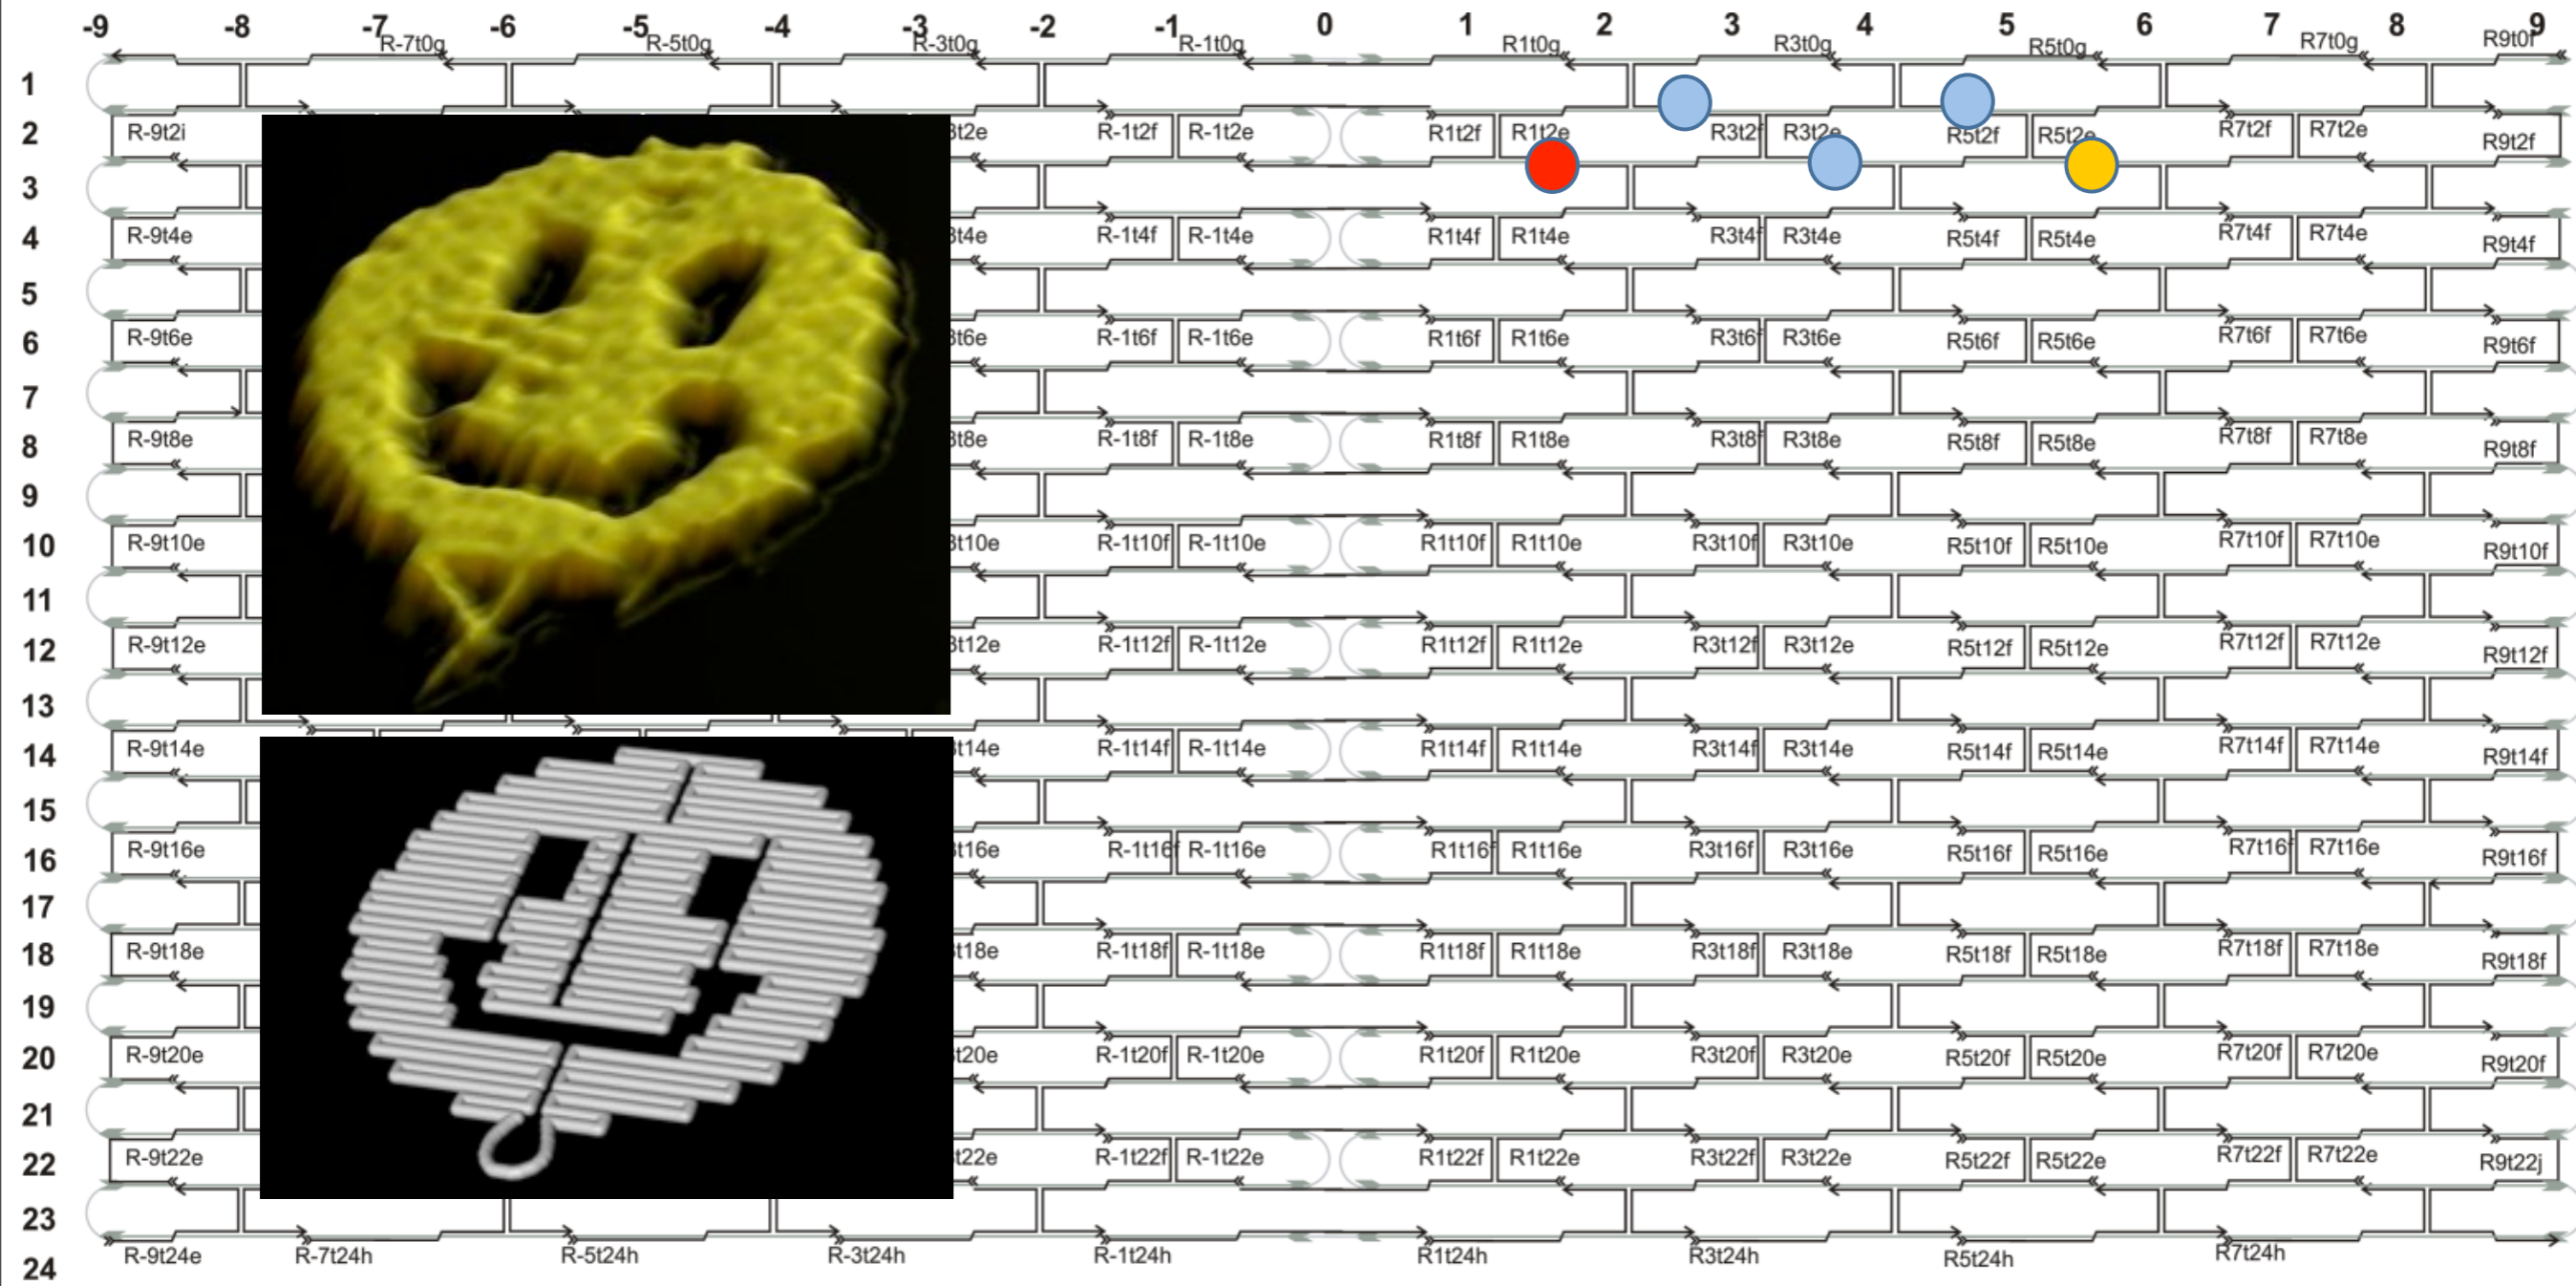 -9 -8 -7 -6 -5 -4 -3 -2 -1 0 1 2 3 4 5 6 7 8 9
R-7t0g R-5t0g R-3t0g R-1t0g R1t0g R3t0g R5t0g R7t0g R9t0f
1
2 R-9t2i 3t2e R-1t2f R-1t2e R1t2f R1t2e R3t2f R3t2e R5t2f R5t2e R7t2f R7t2e R9t2f
3
4 R-9t4e 3t4e R-1t4f R-1t4e R1t4f R1t4e R3t4f R3t4e R5t4f R5t4e R7t4f R7t4e R9t4f
5
6 R-9t6e 3t6e R-1t6f R-1t6e R1t6f R1t6e R3t6f R3t6e R5t6f R5t6e R7t6f R7t6e R9t6f
7
8 R-9t8e 3t8e R-1t8f R-1t8e R1t8f R1t8e R3t8f R3t8e R5t8f R5t8e R7t8f R7t8e R9t8f
9
10 R-9t10e 3t10e R-1t10f R-1t10e R1t10f R1t10e R3t10f R3t10e R5t10f R5t10e R7t10f R7t10e R9t10f
11
12 R-9t12e 3t12e R-1t12f R-1t12e R1t12f R1t12e R3t12f R3t12e R5t12f R5t12e R7t12f R7t12e R9t12f
13
14 R-9t14e t14e R-1t14f R-1t14e R1t14f R1t14e R3t14f R3t14e R5t14f R5t14e R7t14f R7t14e R9t14f
15
16 R-9t16e t16e R-1t16f R-1t16e R1t16f R1t16e R3t16f R3t16e R5t16f R5t16e R7t16f R7t16e R9t16f
17
18 R-9t18e t18e R-1t18f R-1t18e R1t18f R1t18e R3t18f R3t18e R5t18f R5t18e R7t18f R7t18e R9t18f
19
20 R-9t20e t20e R-1t20f R-1t20e R1t20f R1t20e R3t20f R3t20e R5t20f R5t20e R7t20f R7t20e R9t20f
21
22 R-9t22e t22e R-1t22f R-1t22e R1t22f R1t22e R3t22f R3t22e R5t22f R5t22e R7t22f R7t22e R9t22j
23
24 R-9t24e R-7t24h R-5t24h R-3t24h R-1t24h R1t24h R3t24h R5t24h R7t24h